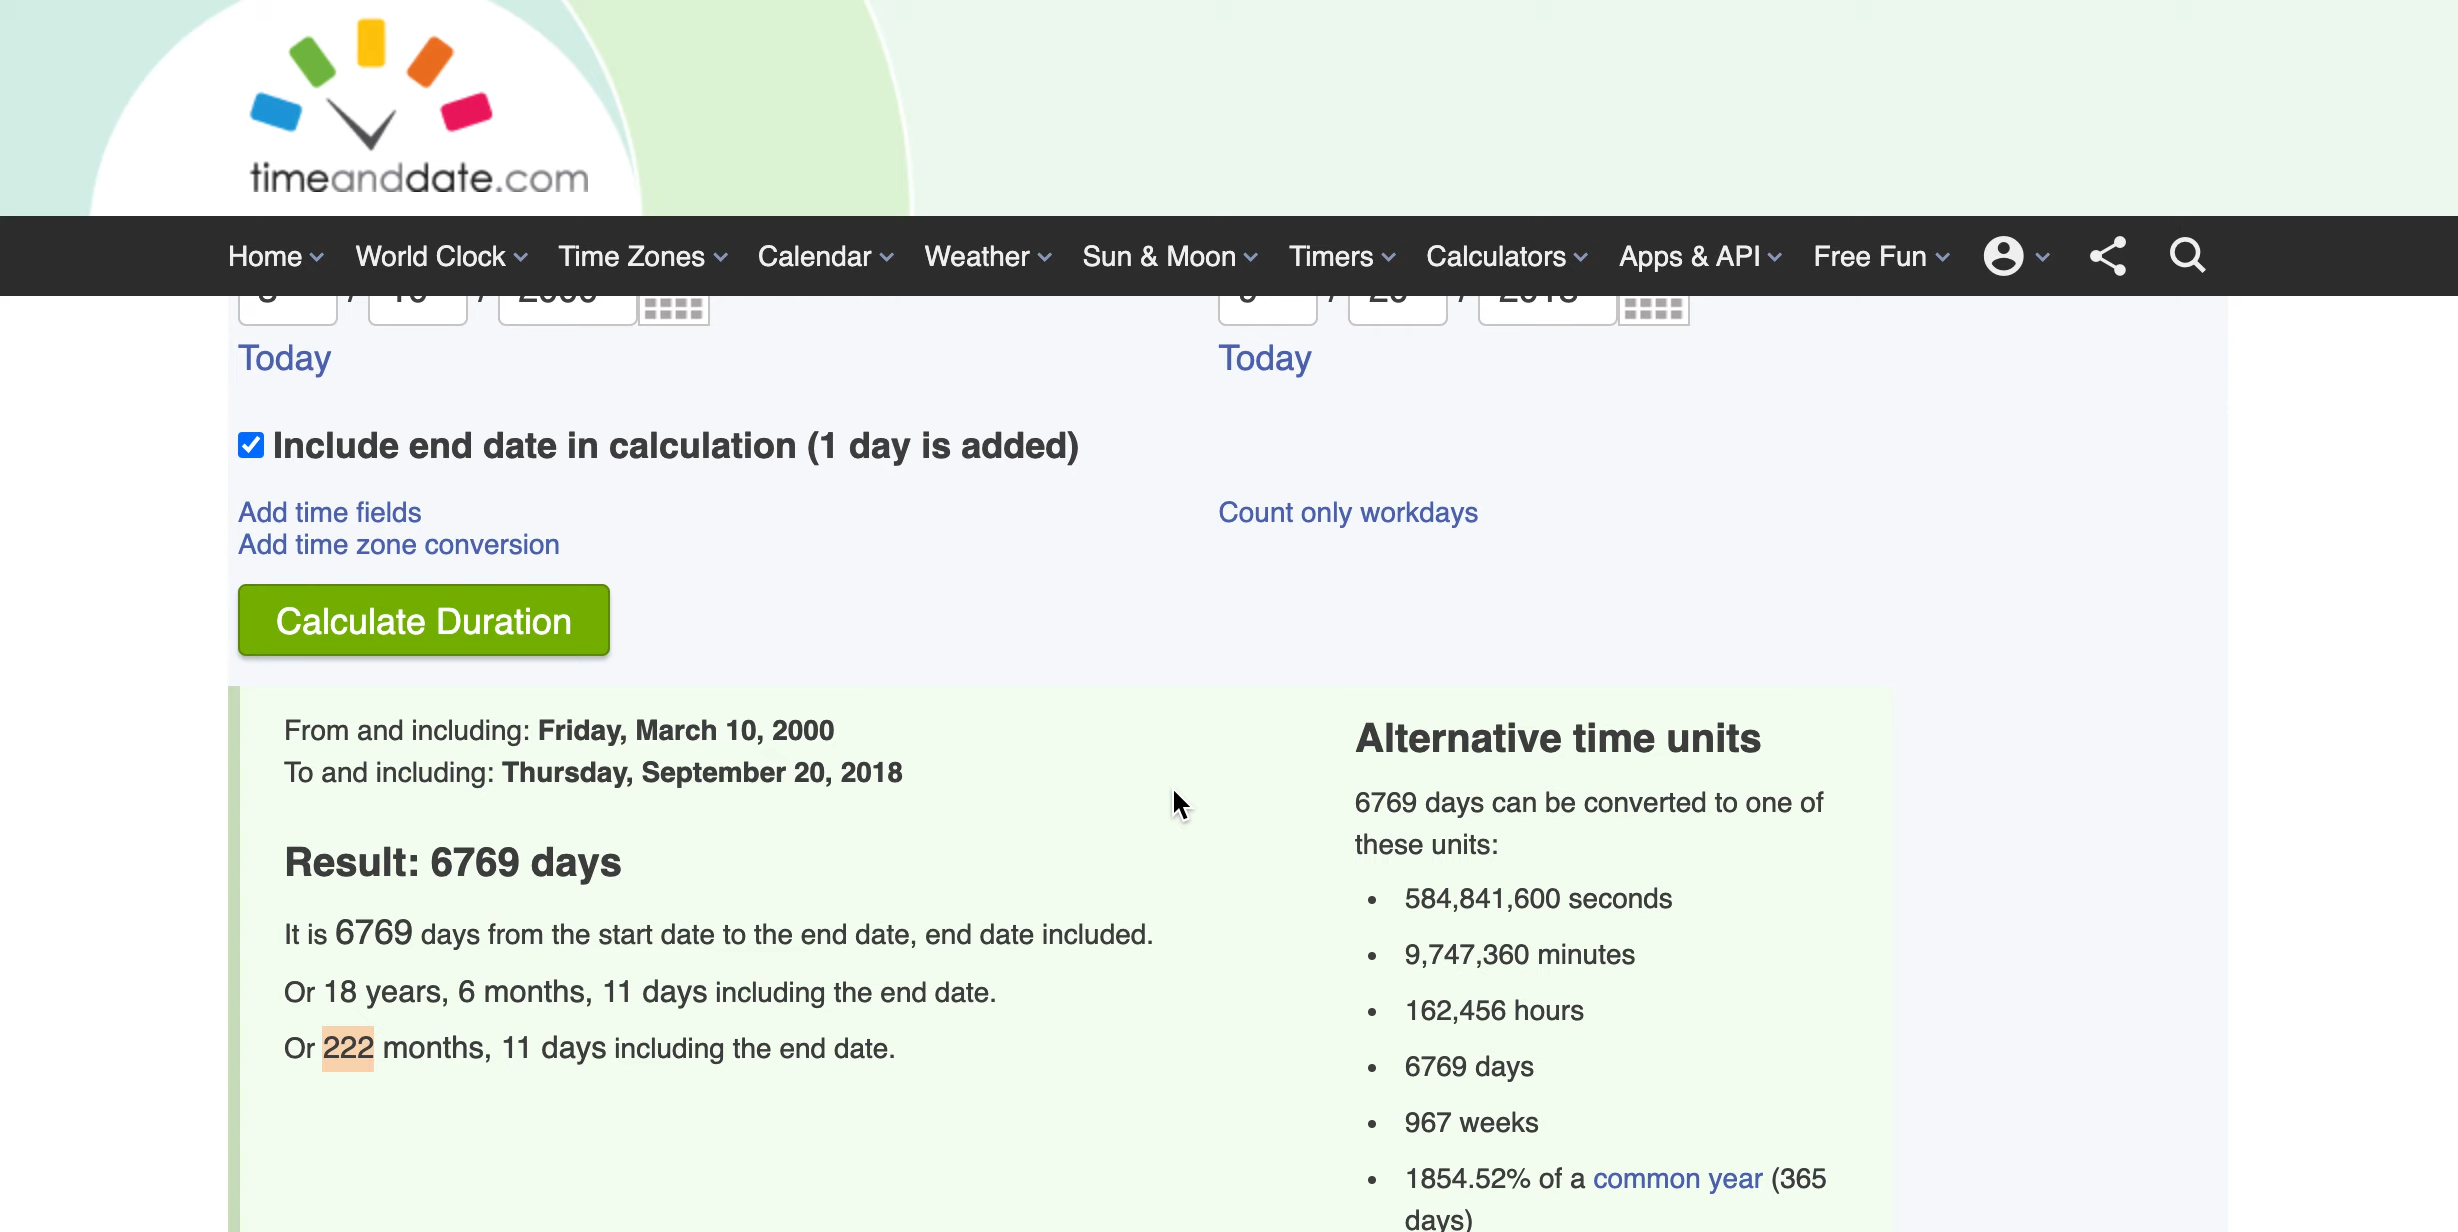 timeanddate.com
Home World Clock Time Zones Calendar Weather Sun & Moon Timers Calculators Apps & API Free Fun
Today
Today
Include end date in calculation (1 day is added)
Add time fields
Count only workdays
Add time zone conversion
Calculate Duration
From and including: Friday, March 10, 2000
To and including: Thursday, September 20, 2018
Result: 6769 days
It is 6769 days from the start date to the end date, end date included.
Or 18 years, 6 months, 11 days including the end date.
Or 222 months, 11 days including the end date.
Alternative time units
6769 days can be converted to one of
these units:
• 584,841,600 seconds
• 9,747,360 minutes
• 162,456 hours
• 6769 days
• 967 weeks
• 1854.52% of a common year (365
days)